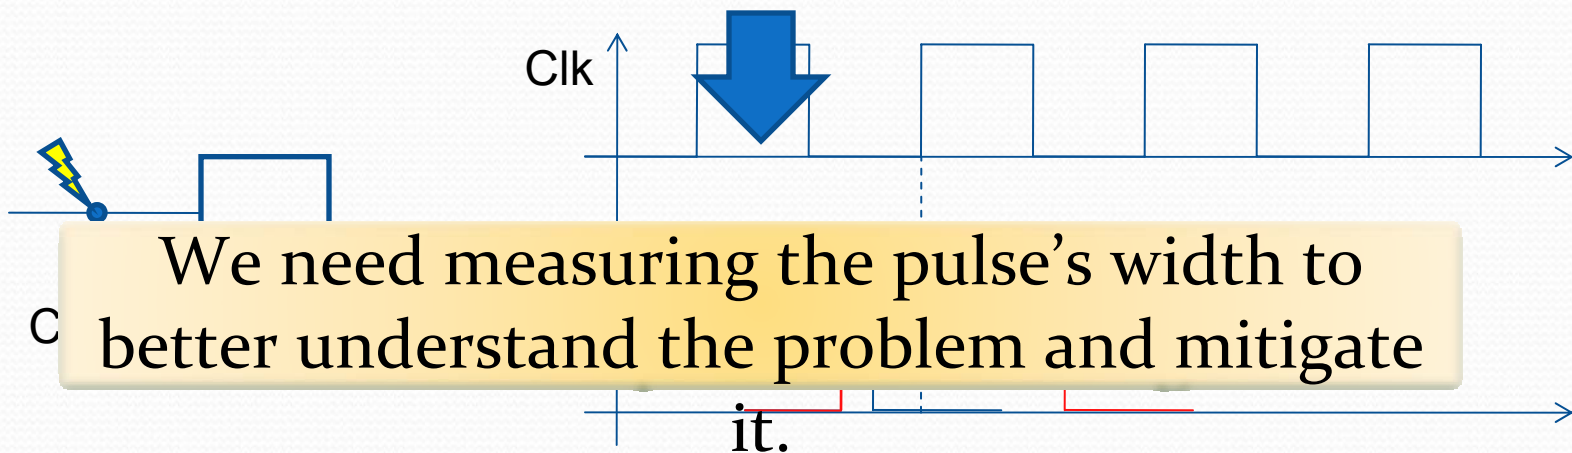 Clk
We need measuring the pulse’s width to
C
better understand the problem and mitigate
it.